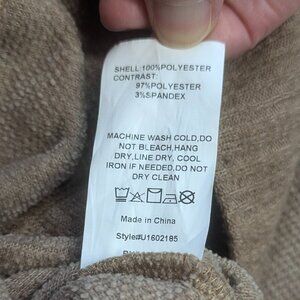 SHELL:100%POLYESTER
CONTRAST:
97%POLYESTER
3%SPANDEX
MACHINE WASH COLD,DO
NOT BLEACH,HANG
DRY,LINE DRY, COOL
IRON IF NEEDED,DO NOT
DRY CLEAN
Made in China
Style#U1602185